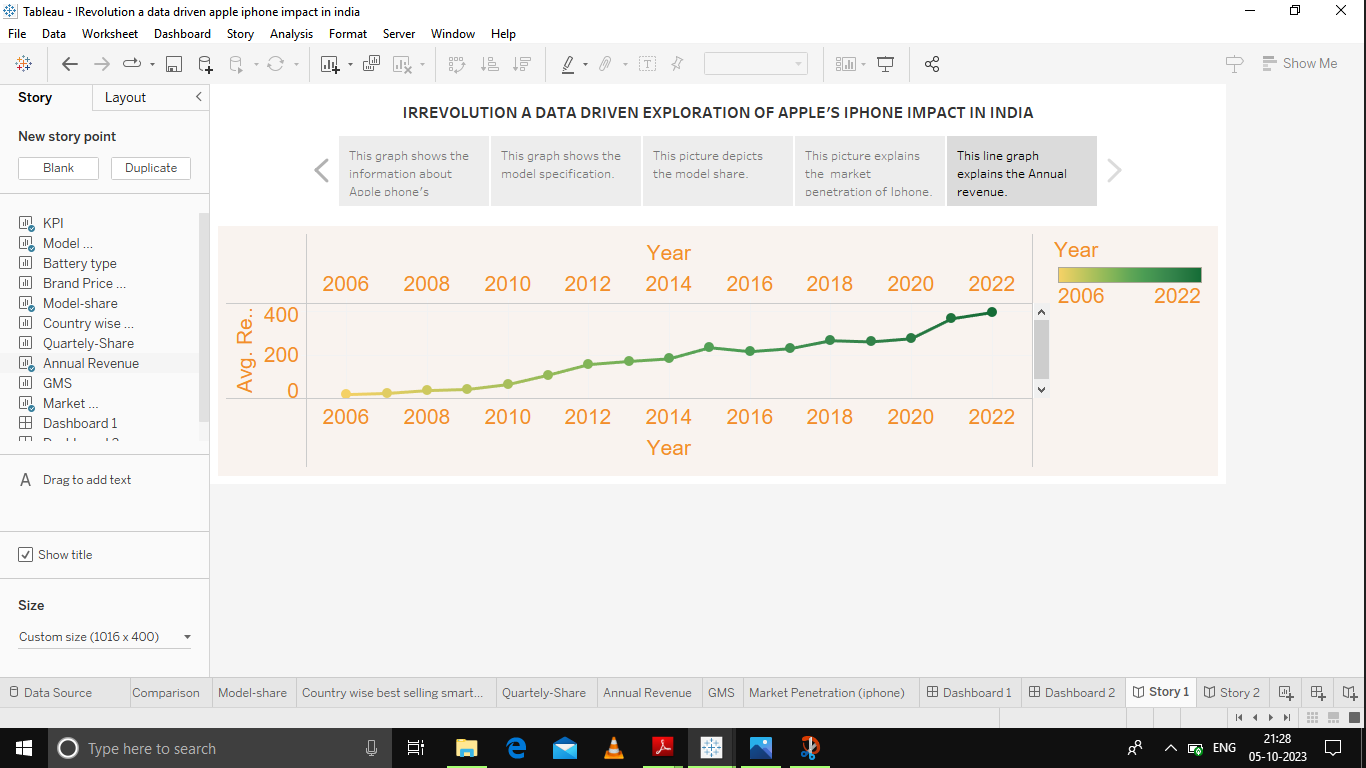 Tableau - IRevolution a data driven apple iphone impact in india
File Data Worksheet Dashboard Story Analysis Format Server Window Help
Show Me
Story Layout
New story point
Blank Duplicate
KPI
Model ...
Battery type
Brand Price ...
Model-share
Country wise ...
Quartely-Share
Annual Revenue
GMS
Market ...
Dashboard 1
Dashboard 2
A Drag to add text
Show title
Size
Custom size (1016 x 400)
IRREVOLUTION A DATA DRIVEN EXPLORATION OF APPLE'S IPHONE IMPACT IN INDIA
This graph shows the
information about
Apple phone's
This graph shows the
model specification.
This picture depicts
the model share.
This picture explains
the market
penetration of Iphone.
This line graph
explains the Annual
revenue.
Year
2006 2008 2010 2012 2014 2016 2018 2020 2022
Avg. Re..
400
200
0
2006 2008 2010 2012 2014 2016 2018 2020 2022
Year
Year
2006 2022
Data Source Comparison Model-share Country wise best selling smart... Quartely-Share Annual Revenue GMS Market Penetration (iphone) Dashboard 1 Dashboard 2 Story 1 Story 2
Type here to search
ENG
21:28
05-10-2023